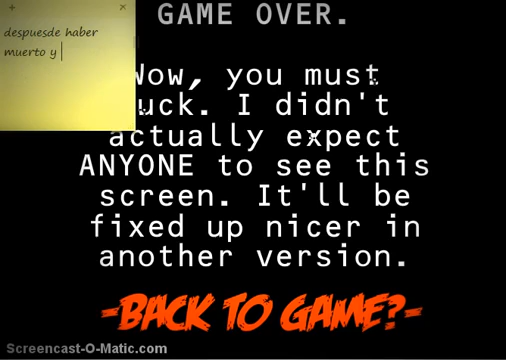 GAME OVER.
despuesde haber
muerto y
Wow, you must
uck. I didn't
actually expect
ANYONE to see this
screen. It'll be
fixed up nicer in
another version.
-BACK TO GAME?-
Screencast-O-Matic.com